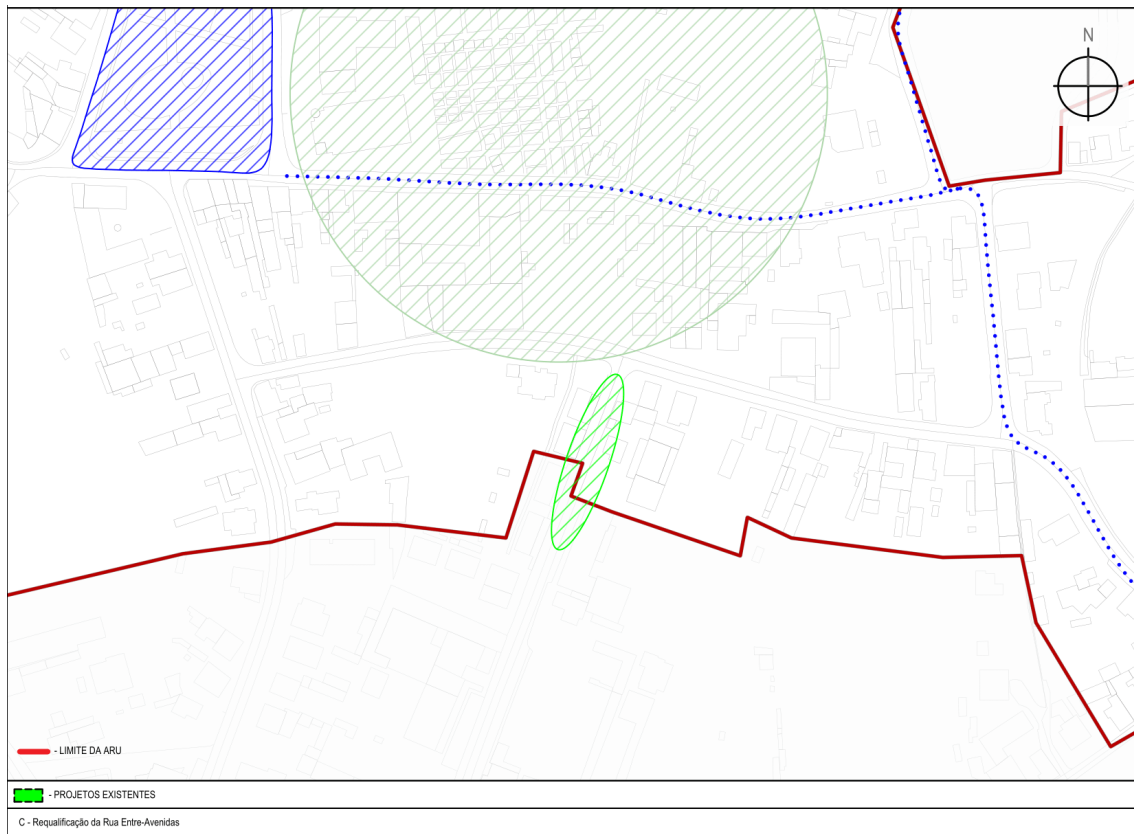 N
- LIMITE DA ARU
- PROJETOS EXISTENTES
C - Requalificação da Rua Entre-Avenidas